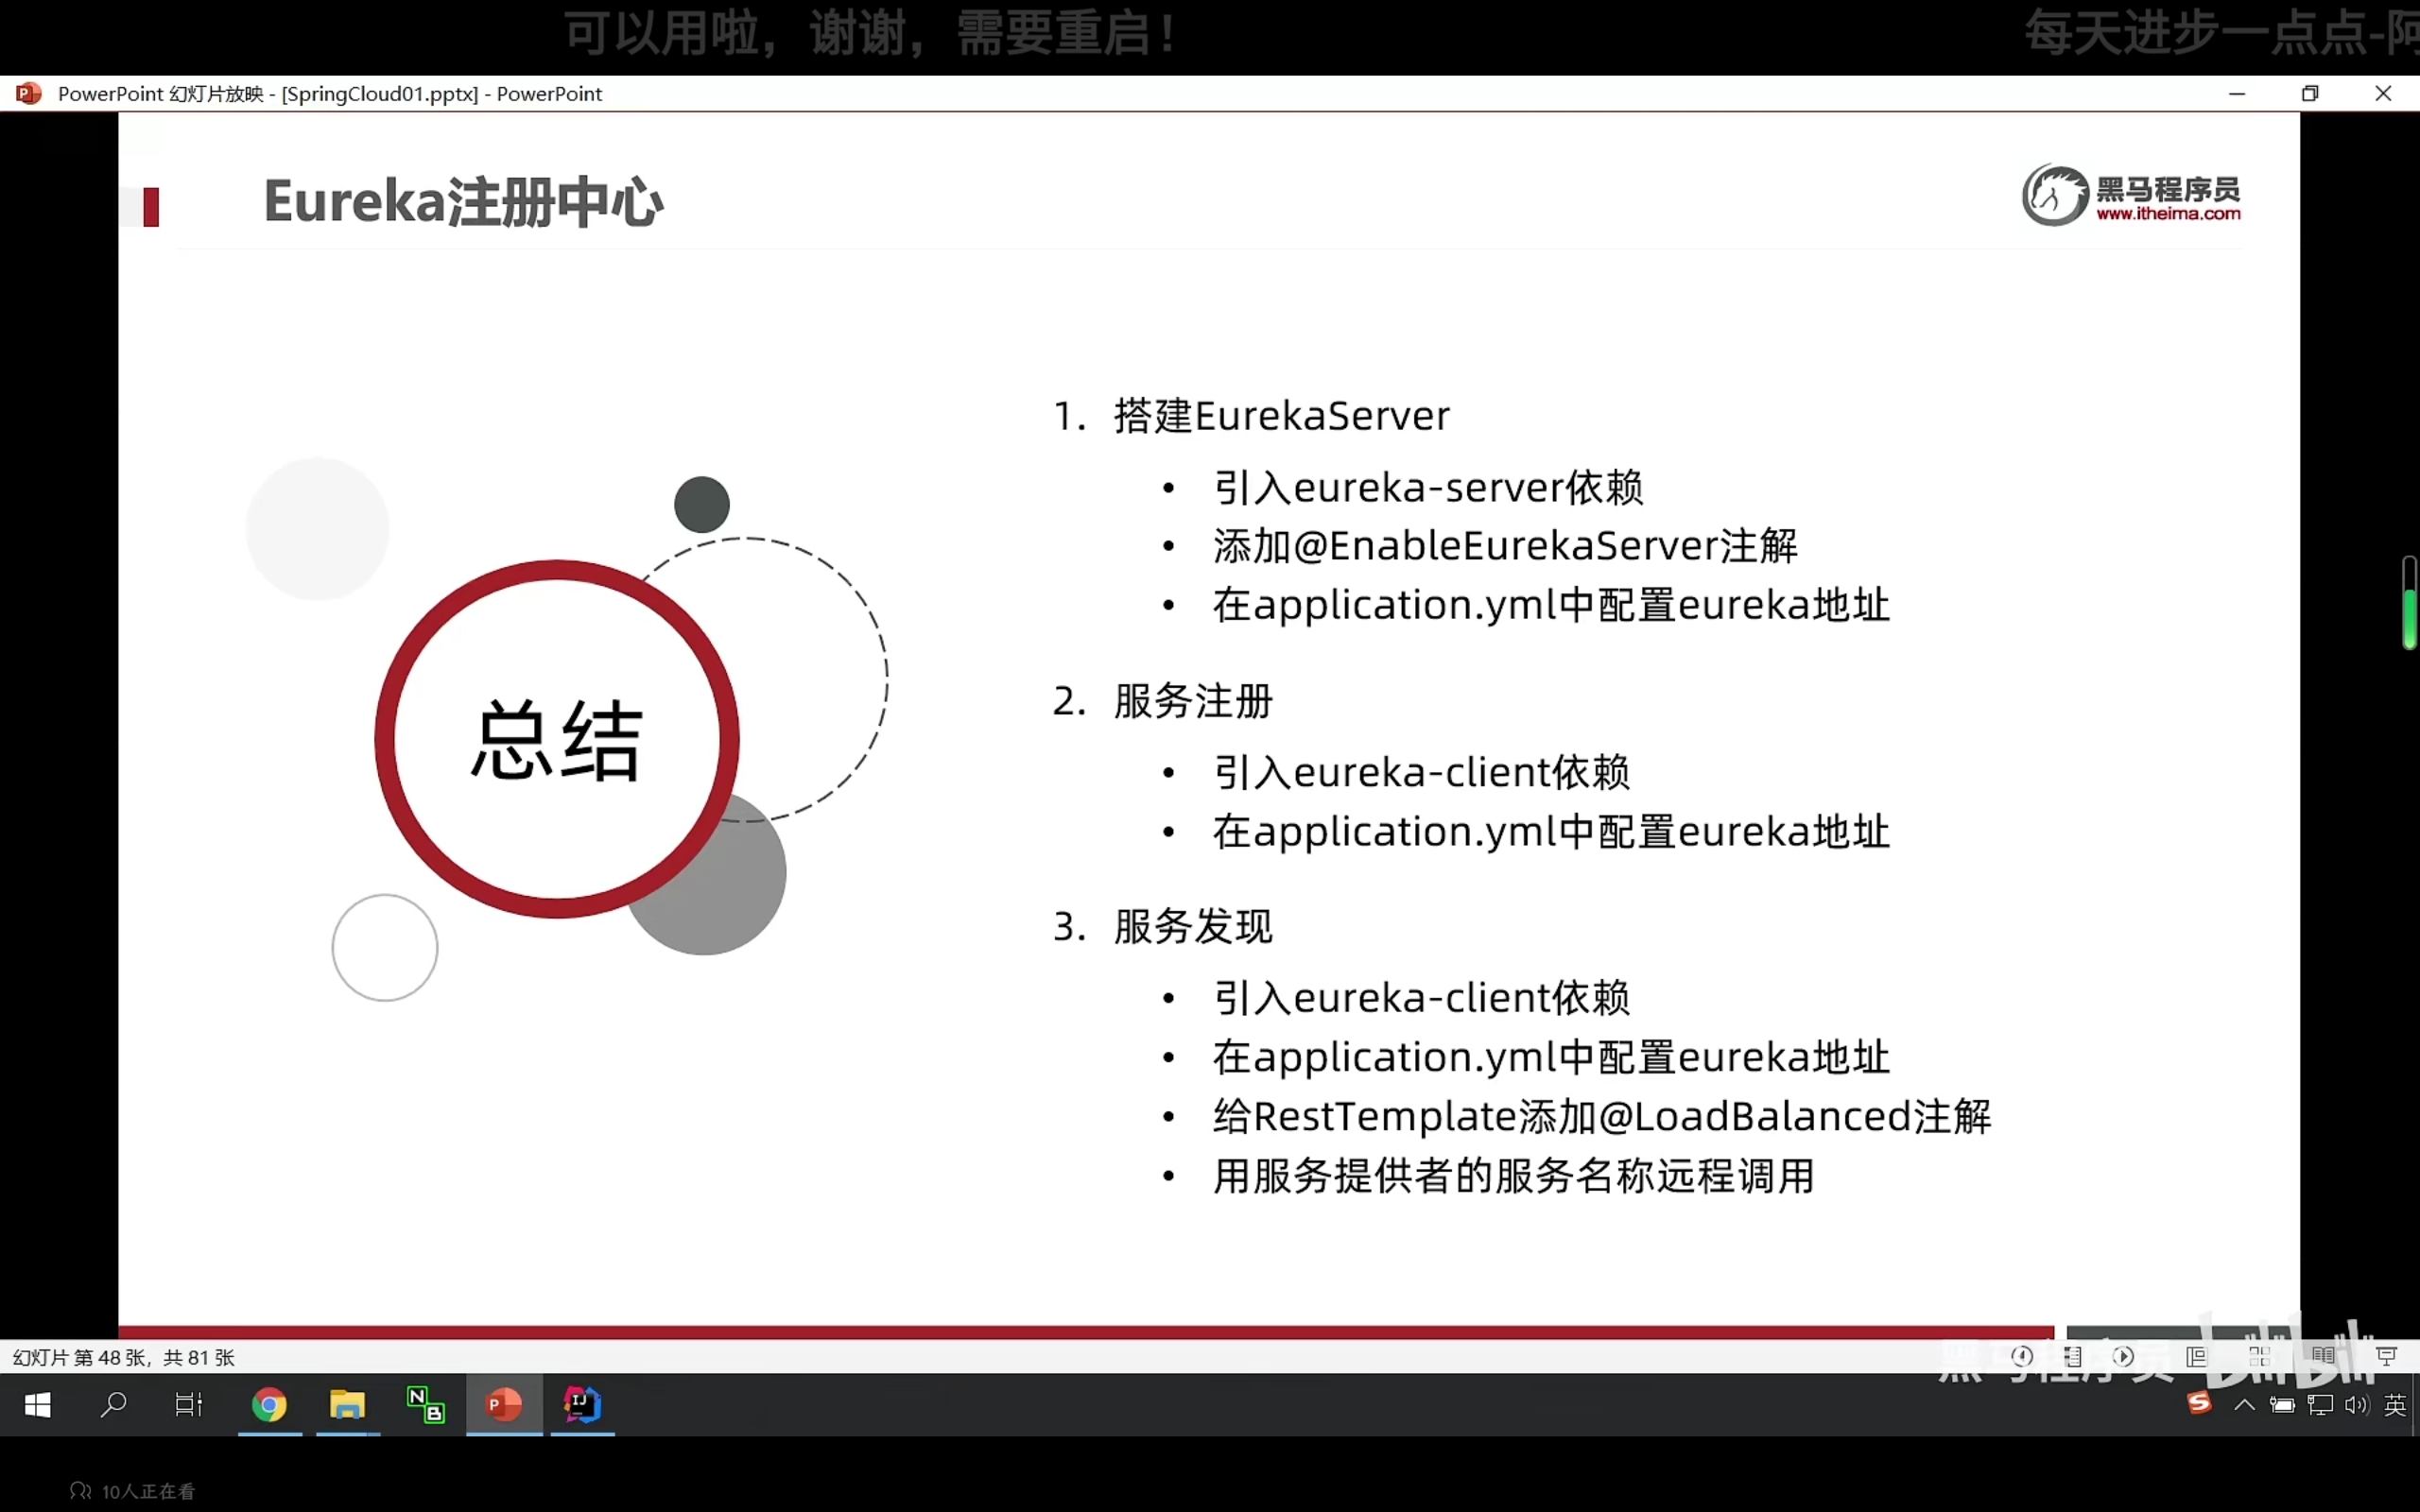 可以用啦，谢谢，需要重启！
每天进步一点点-阿
PowerPoint 幻灯片放映 - [SpringCloud01.pptx] - PowerPoint
Eureka注册中心
黑马程序员
www.itheima.com
总结
1. 搭建EurekaServer
• 引入eureka-server依赖
• 添加@EnableEurekaServer注解
• 在application.yml中配置eureka地址
2. 服务注册
• 引入eureka-client依赖
• 在application.yml中配置eureka地址
3. 服务发现
• 引入eureka-client依赖
• 在application.yml中配置eureka地址
• 给RestTemplate添加@LoadBalanced注解
• 用服务提供者的服务名称远程调用
幻灯片 第 48 张，共 81 张
黑马程序员 bilibili
英
10人正在看